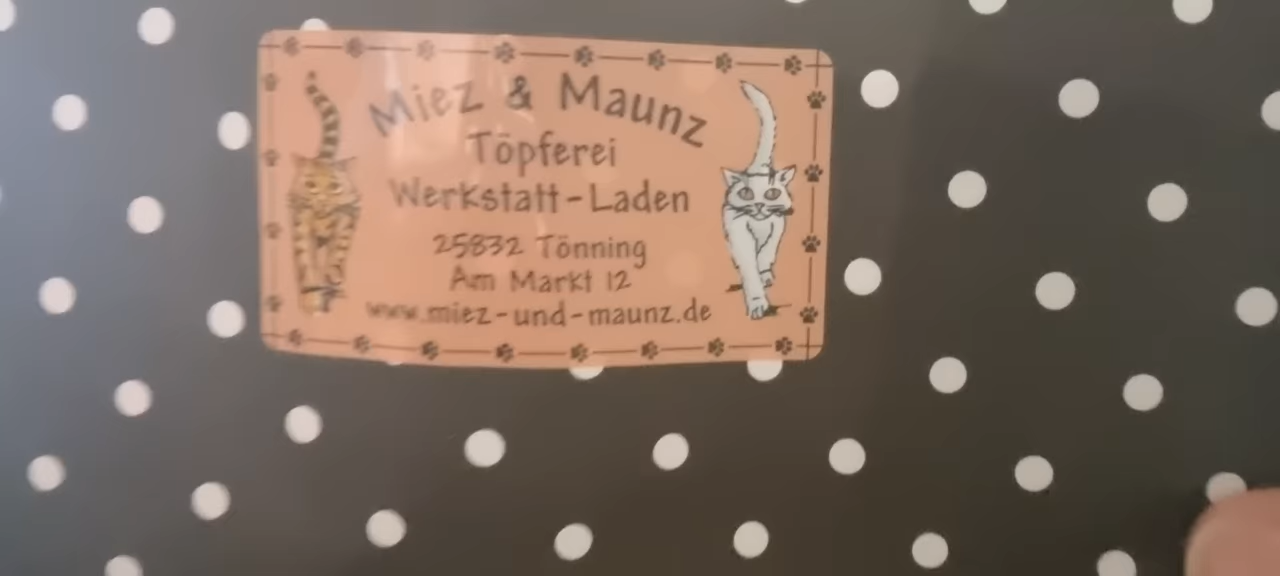 Miez & Maunz
Töpferei
Werkstatt-Laden
25832 Tönning
Am Markt 12
www.miez-und-maunz.de